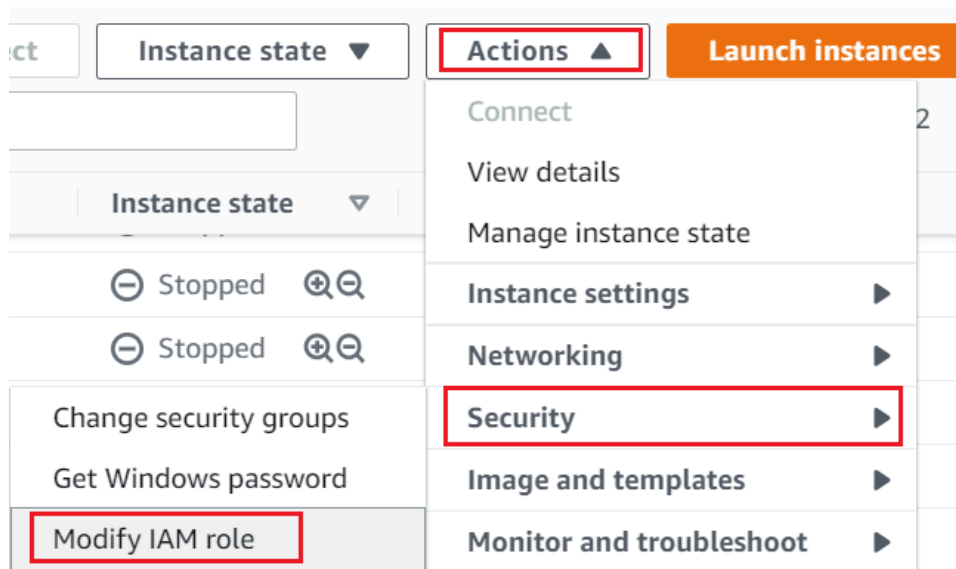 ct
Instance state
Actions
Launch instances
Connect
2
View details
Instance state
Manage instance state
Stopped
Instance settings
Stopped
Networking
Change security groups
Security
Get Windows password
Image and templates
Modify IAM role
Monitor and troubleshoot